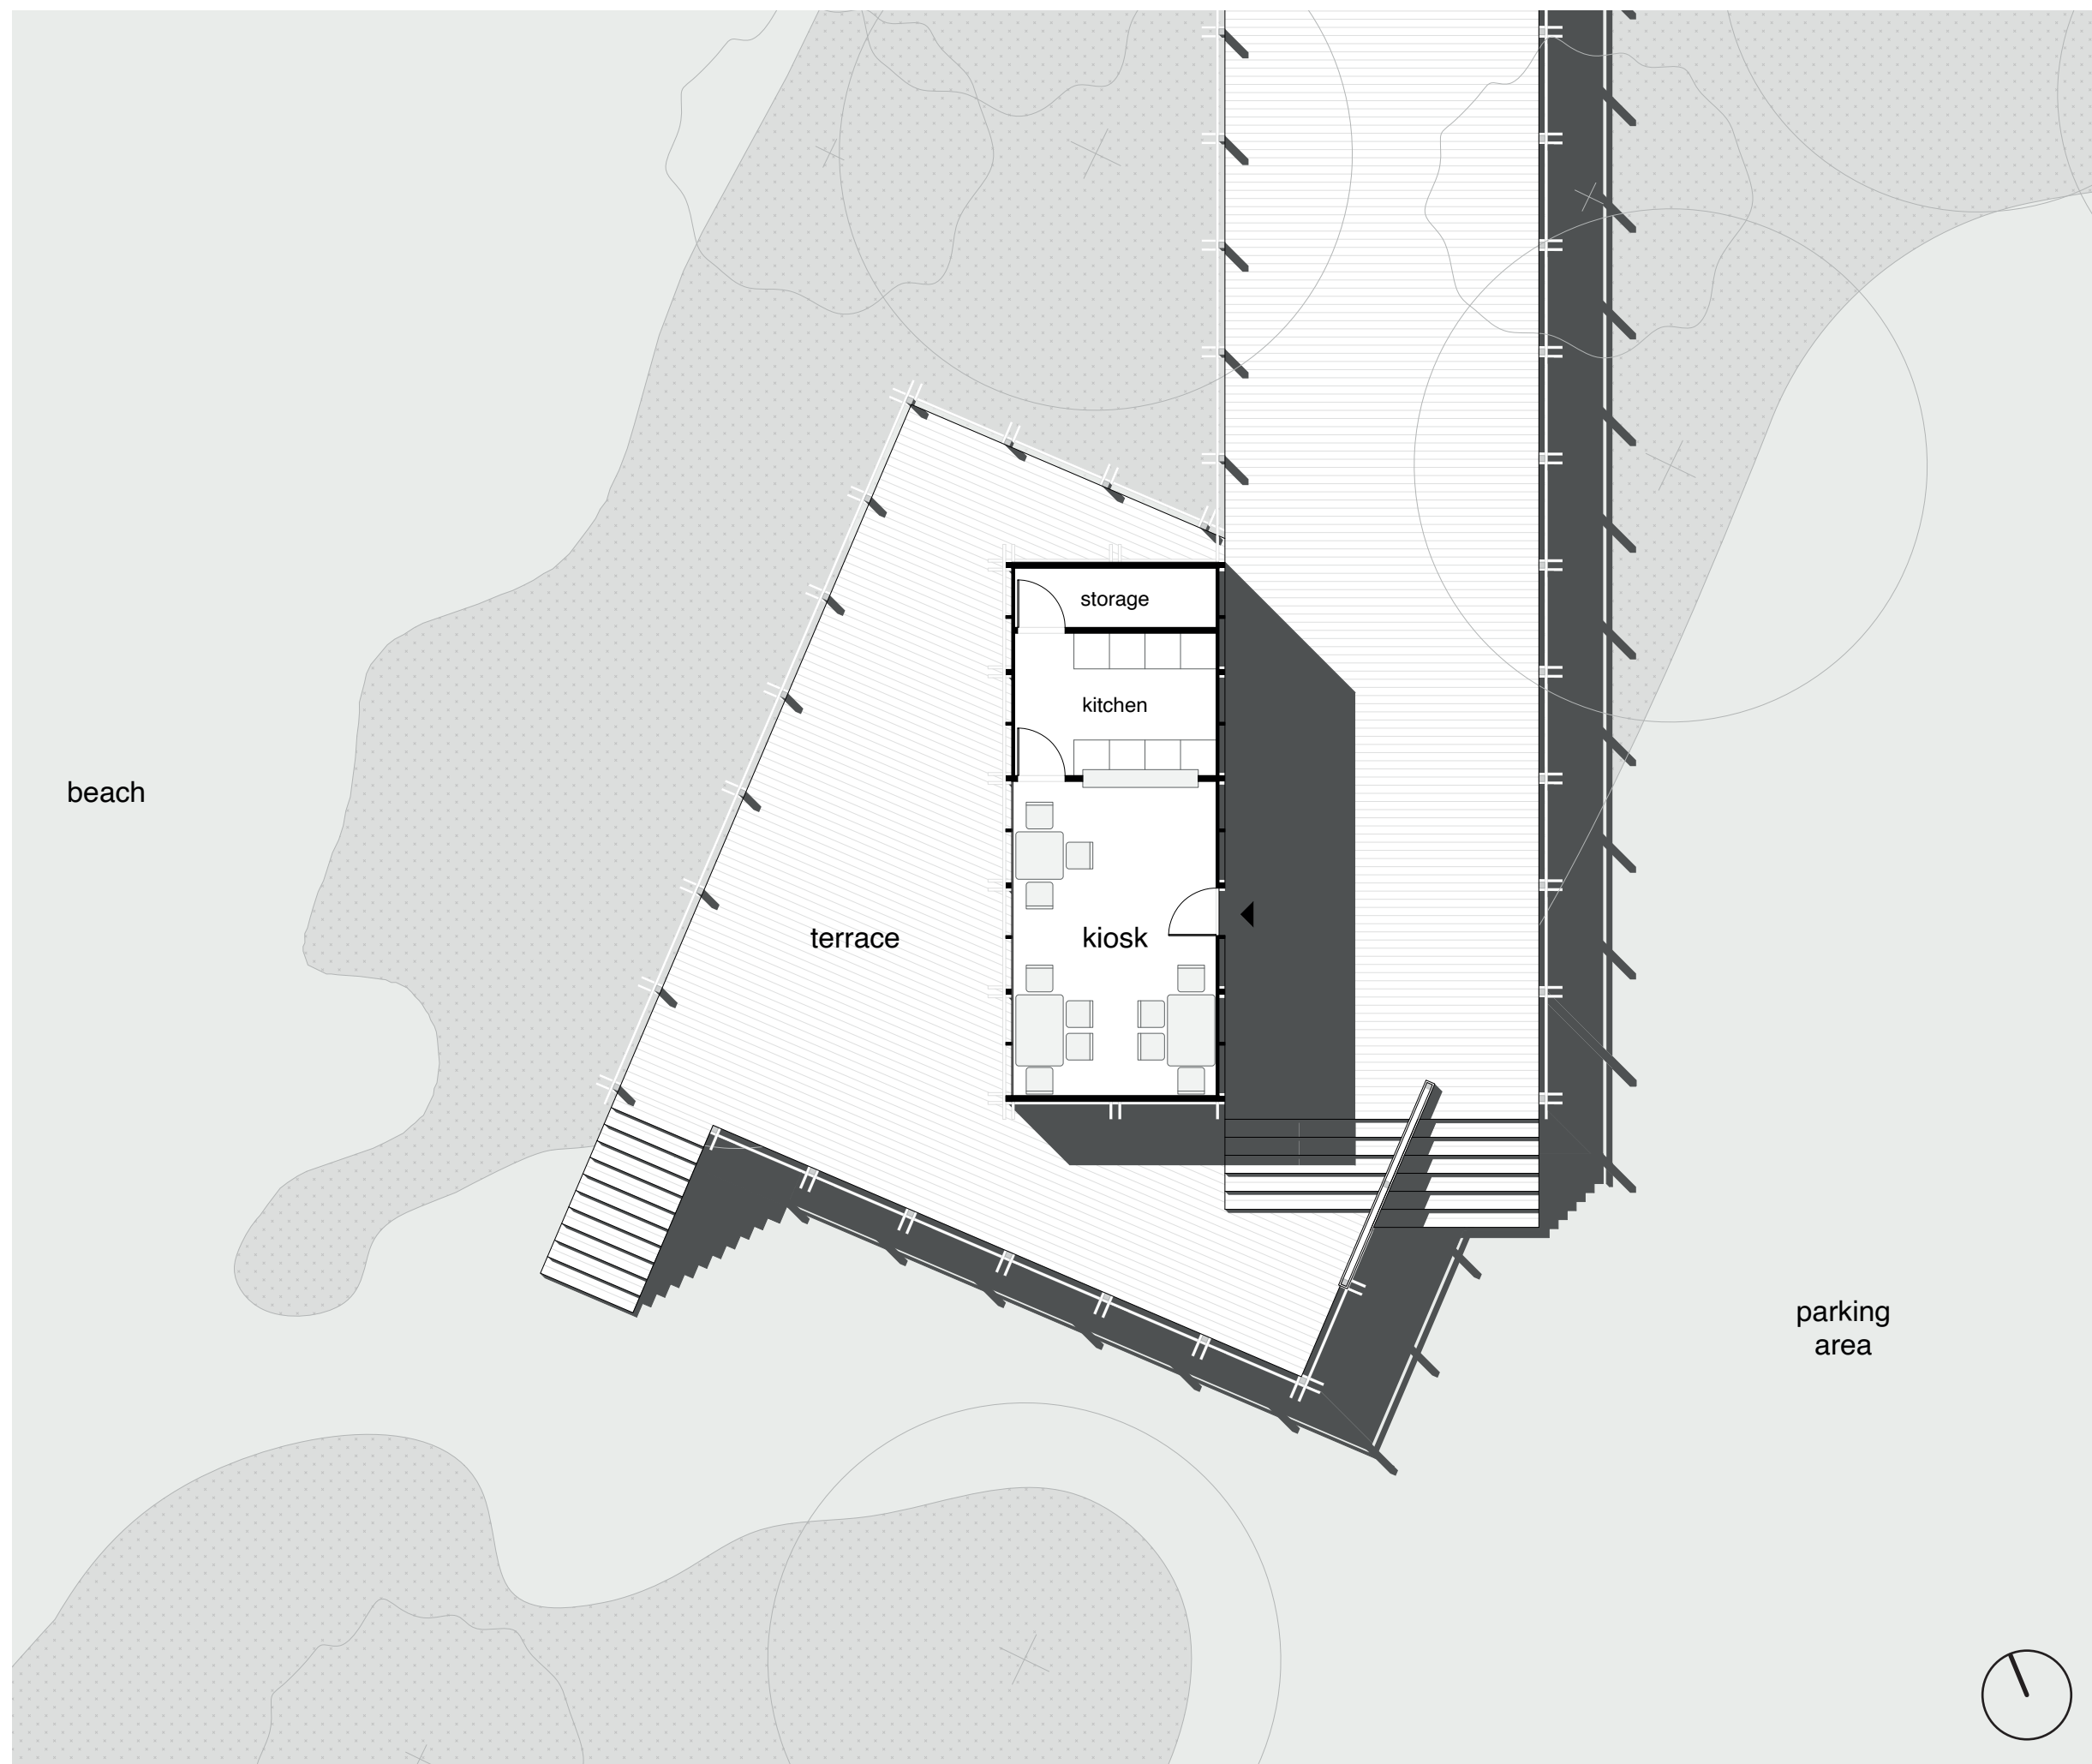 storage
kitchen
beach
terrace
kiosk
parking
area